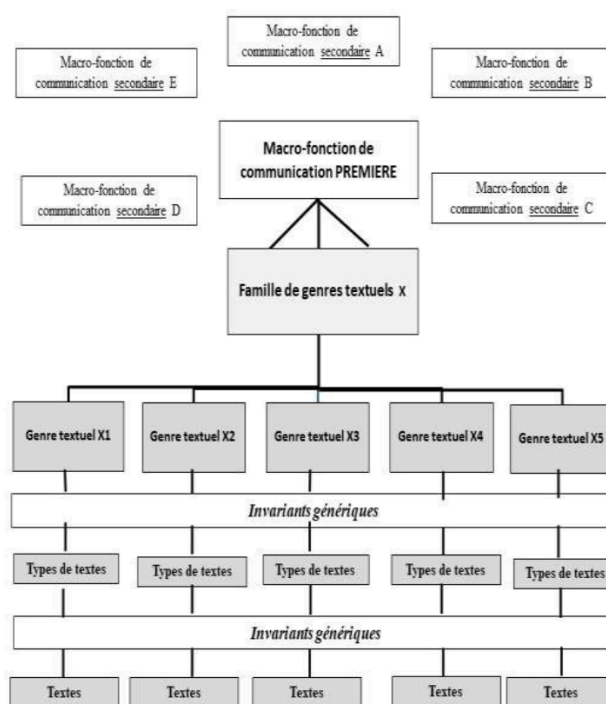 Macro-fonction de
communication secondaire A
Macro-fonction de
communication secondaire E
Macro-fonction de
communication secondaire B
Macro-fonction de
communication PREMIERE
Macro-fonction de
communication secondaire D
Macro-fonction de
communication secondaire C
Famille de genres textuels X
Genre textuel X1
Genre textuel X2
Genre textuel X3
Genre textuel X4
Genre textuel X5
Invariants génériques
Types de textes
Types de textes
Types de textes
Types de textes
Types de textes
Invariants génériques
Textes
Textes
Textes
Textes
Textes